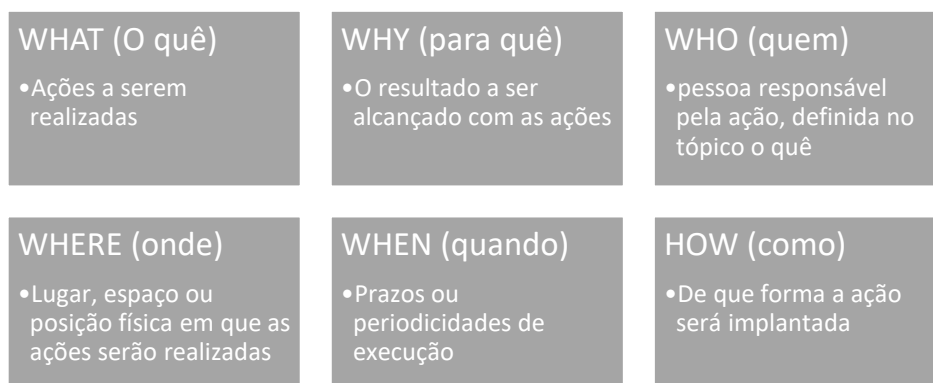 WHAT (O quê)
•Ações a serem
realizadas
WHY (para quê)
•O resultado a ser
alcançado com as ações
WHO (quem)
•pessoa responsável
pela ação, definida no
tópico o quê
WHERE (onde)
•Lugar, espaço ou
posição física em que as
ações serão realizadas
WHEN (quando)
•Prazos ou
periodicidades de
execução
HOW (como)
•De que forma a ação
será implantada